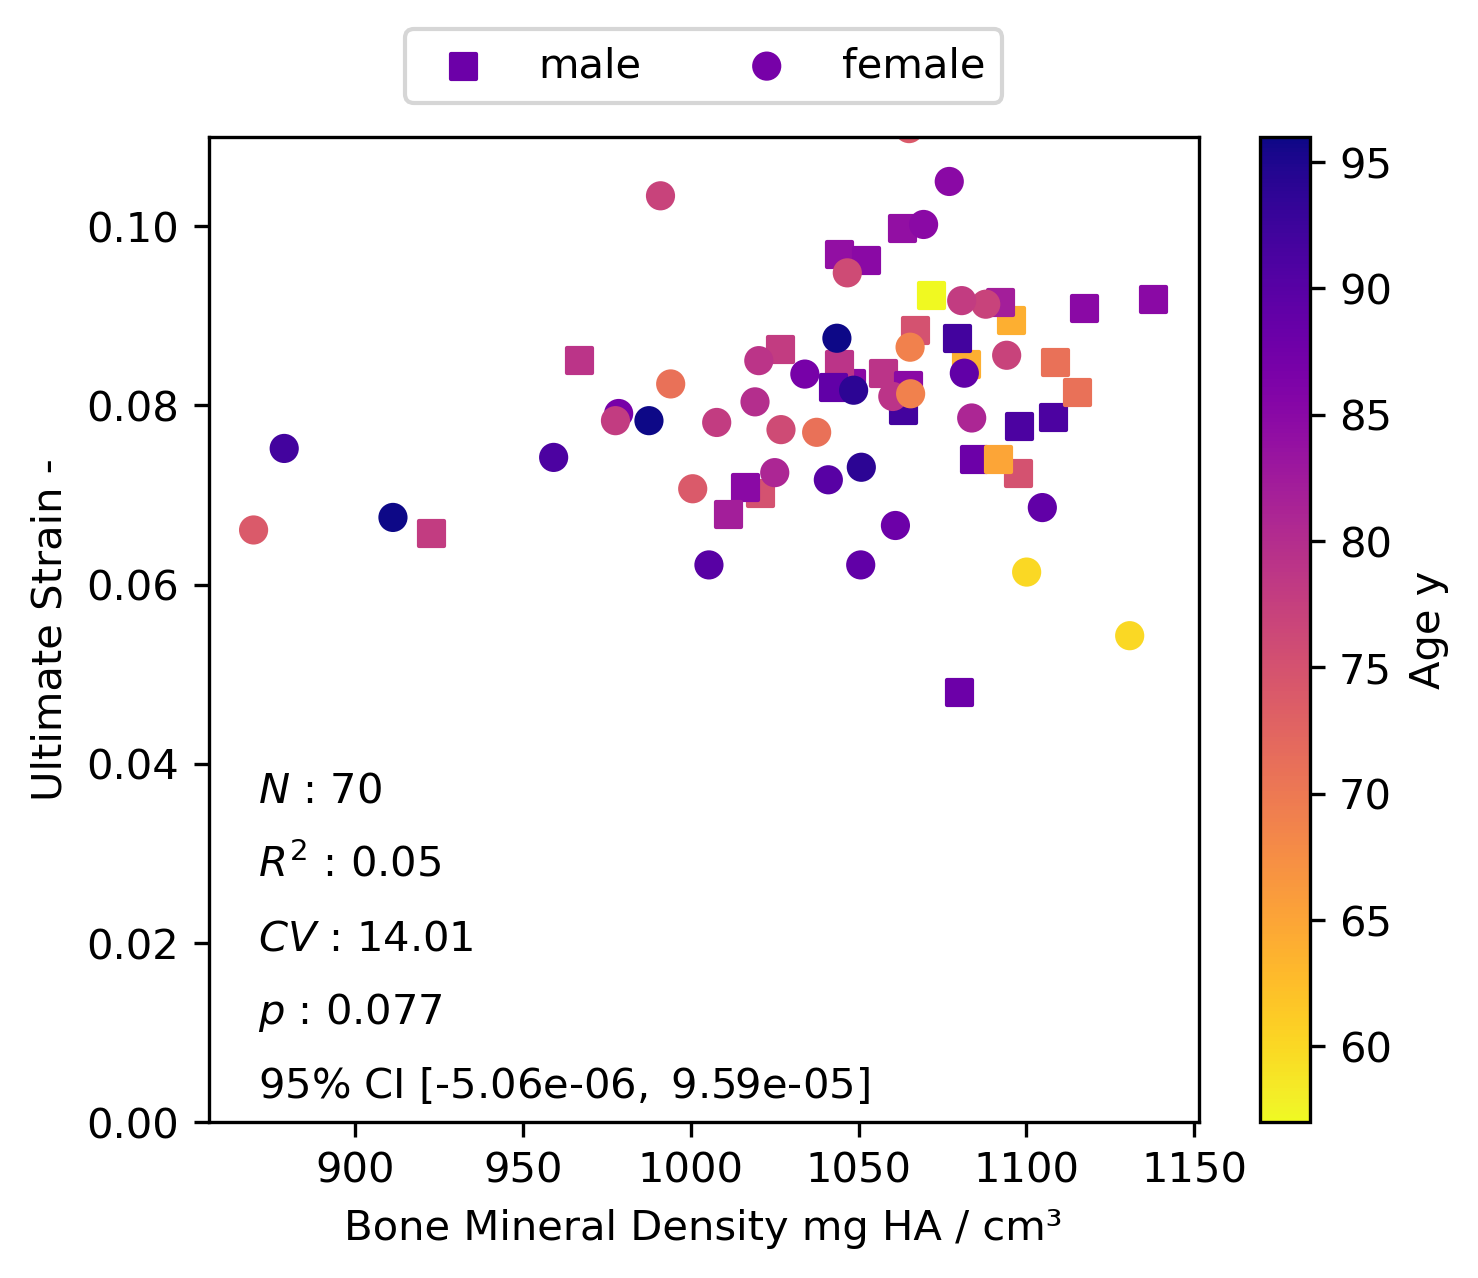 male female
0.10
0.08
0.06
0.04
0.02
0.00
Ultimate Strain -
N : 70
R² : 0.05
CV : 14.01
p : 0.077
95% CI [-5.06e-06, 9.59e-05]
900 950 1000 1050 1100 1150
Bone Mineral Density mg HA / cm³
95
90
85
80
75
70
65
60
Age y